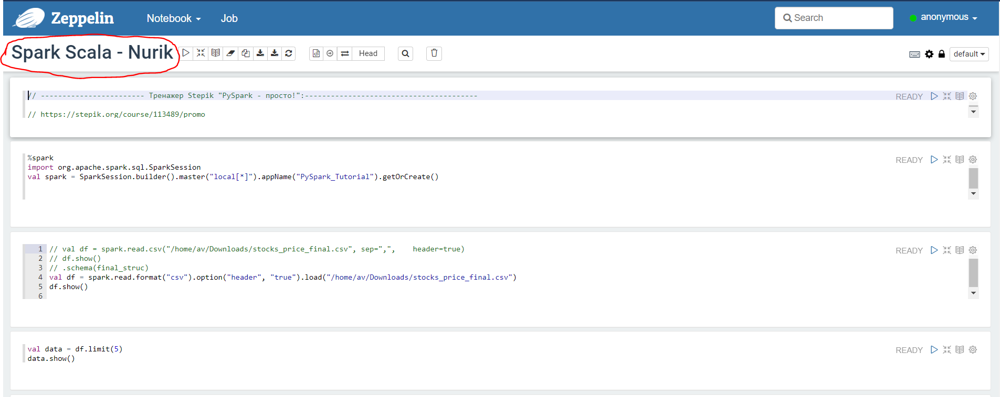 Zeppelin Notebook Job Search anonymous
Spark Scala - Nurik Head default
// ------------------------ Тренажер Stepik "PySpark - просто!":----------------------------------------
READY
// https://stepik.org/course/113489/promo
%spark
READY
import org.apache.spark.sql.SparkSession
val spark = SparkSession.builder().master("local[*]").appName("PySpark_Tutorial").getOrCreate()
1 // val df = spark.read.csv("/home/av/Downloads/stocks_price_final.csv", sep=",",    header=true)
READY
2 // df.show()
3 // .schema(final_struc)
4 val df = spark.read.format("csv").option("header", "true").load("/home/av/Downloads/stocks_price_final.csv")
5 df.show()
6
val data = df.limit(5)
READY
data.show()